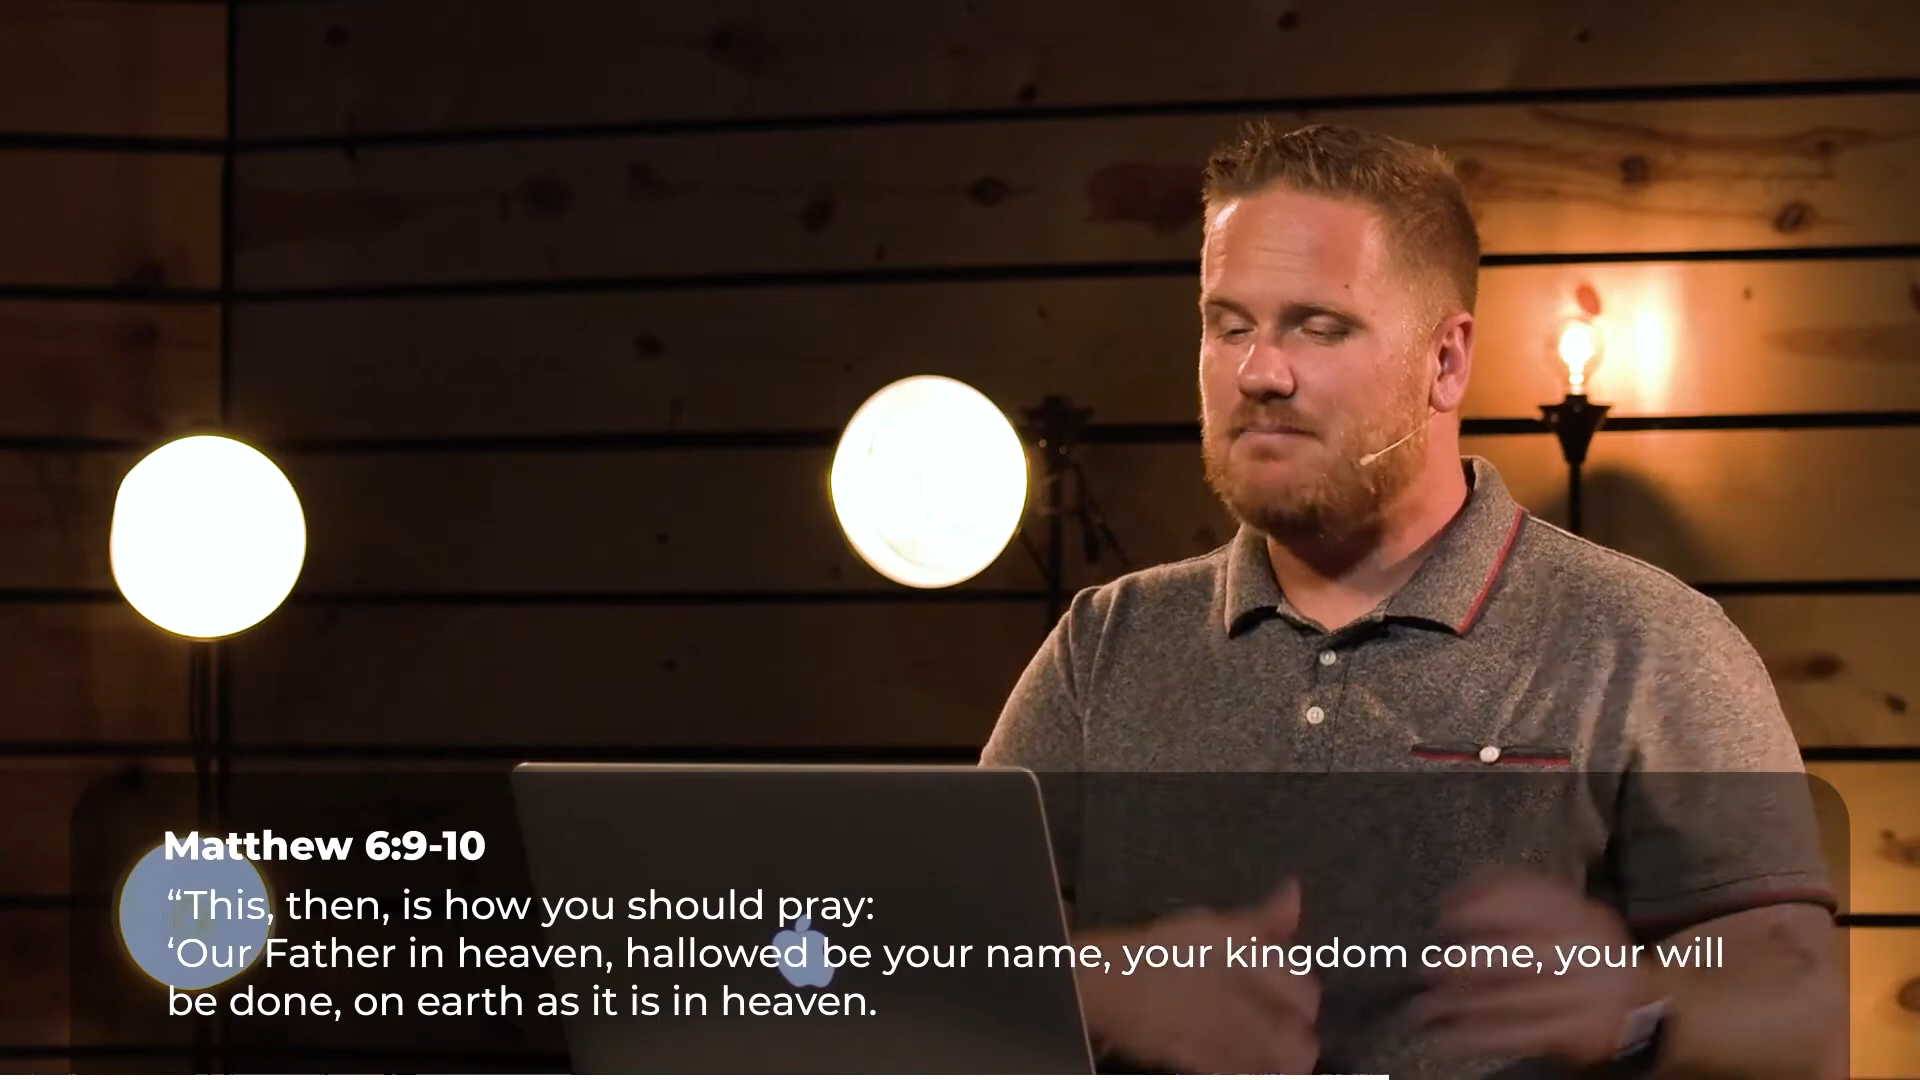 Matthew 6:9-10
“This, then, is how you should pray:
‘Our Father in heaven, hallowed be your name, your kingdom come, your will
be done, on earth as it is in heaven.